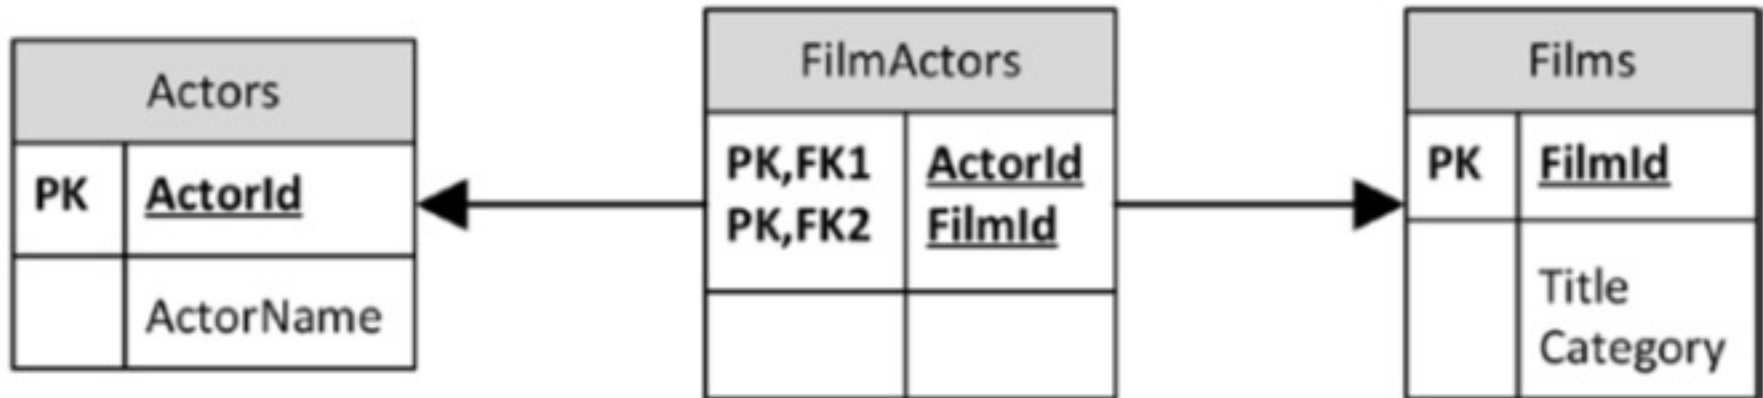 Actors
PK ActorId
ActorName
FilmActors
PK,FK1 ActorId
PK,FK2 FilmId
Films
PK FilmId
Title
Category